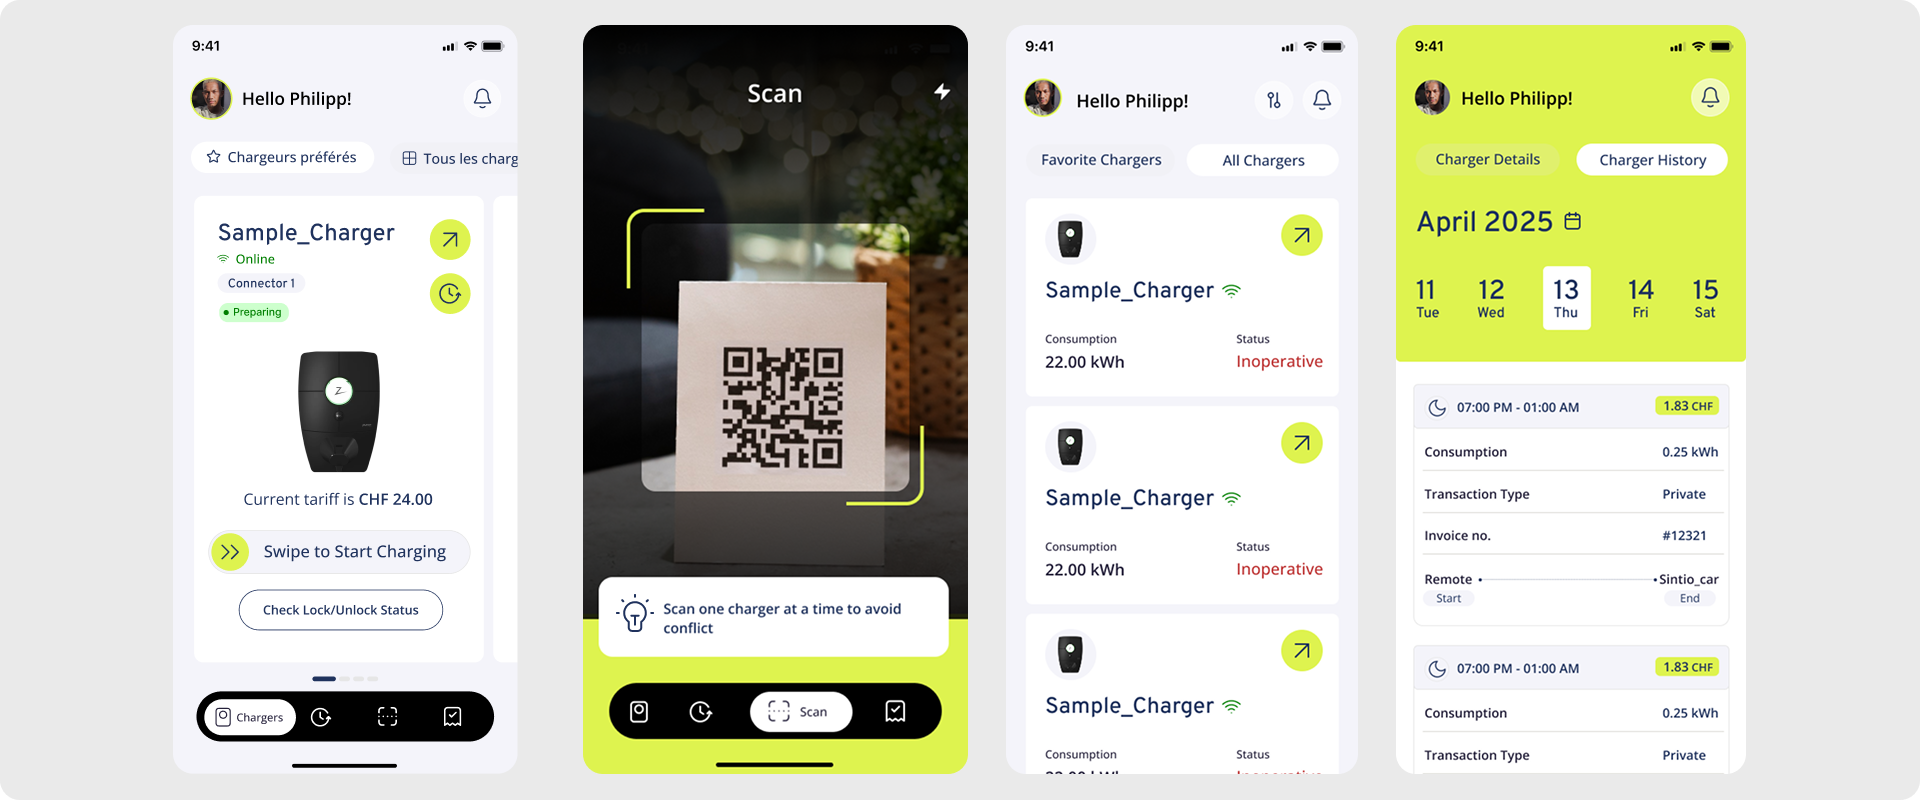 9:41
Hello Philipp!
Chargeurs préférés
Tous les charg
Sample_Charger
Online
Connector 1
Preparing
Z
Current tariff is CHF 24.00
Swipe to Start Charging
Check Lock/Unlock Status
Chargers
Scan
Scan one charger at a time to avoid
conflict
Scan
9:41
Hello Philipp!
Favorite Chargers
All Chargers
Sample_Charger
Consumption
Status
22.00 kWh
Inoperative
Sample_Charger
Consumption
Status
22.00 kWh
Inoperative
Sample_Charger
Consumption
Status
22.00 kWh
Inoperative
9:41
Hello Philipp!
Charger Details
Charger History
April 2025
11 12 13 14 15
Tue Wed Thu Fri Sat
07:00 PM - 01:00 AM
1.83 CHF
Consumption
0.25 kWh
Transaction Type
Private
Invoice no.
#12321
Remote
Sintio_car
Start
End
07:00 PM - 01:00 AM
1.83 CHF
Consumption
0.25 kWh
Transaction Type
Private